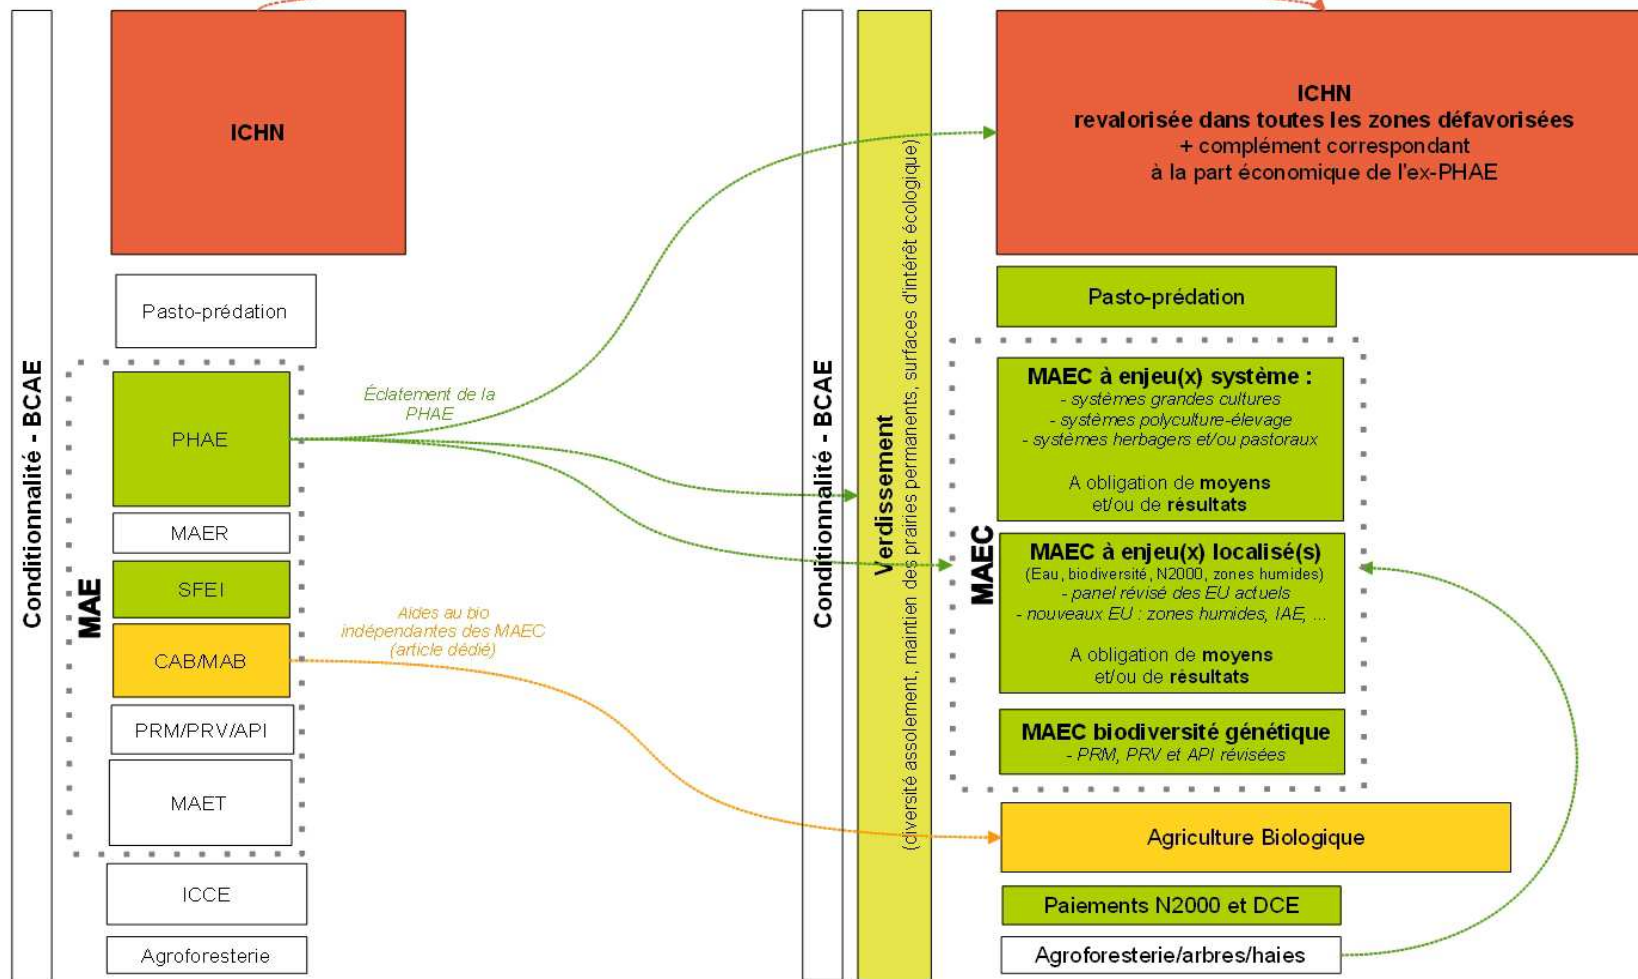 Conditionnalité - BCAE
ICHN
Pasto-prédation
MAE
PHAE
MAER
SFEI
CAB/MAB
PRM/PRV/API
MAET
ICCE
Agroforesterie
Éclatement de la
PHAE
Aides au bio
indépendantes des MAEC
(article dédié)
Conditionnalité - BCAE
Verdissement
(diversité assolement, maintien des prairies permanents, surfaces d'intérêt écologique)
ICHN
revalorisée dans toutes les zones défavorisées
+ complément correspondant
à la part économique de l'ex-PHAE
Pasto-prédation
MAEC
MAEC à enjeu(x) système :
- systèmes grandes cultures
- systèmes polyculture-élevage
- systèmes herbagers et/ou pastoraux
A obligation de moyens
et/ou de résultats
MAEC à enjeu(x) localisé(s)
(Eau, biodiversité, N2000, zones humides)
- panel révisé des EU actuels
- nouveaux EU : zones humides, IAE, ...
A obligation de moyens
et/ou de résultats
MAEC biodiversité génétique
- PRM, PRV et API révisées
Agriculture Biologique
Paiements N2000 et DCE
Agroforesterie/arbres/haies